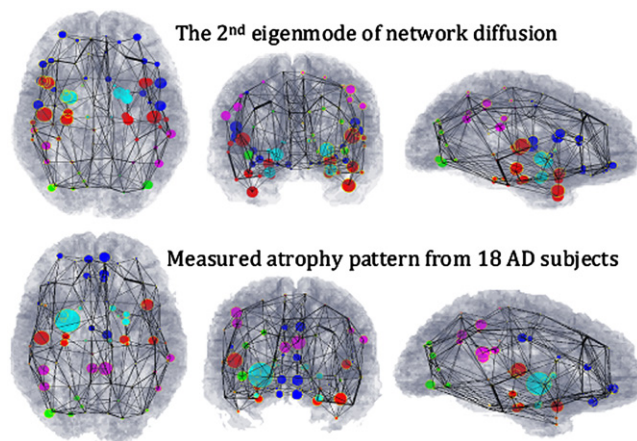 The 2nd eigenmode of network diffusion
Measured atrophy pattern from 18 AD subjects